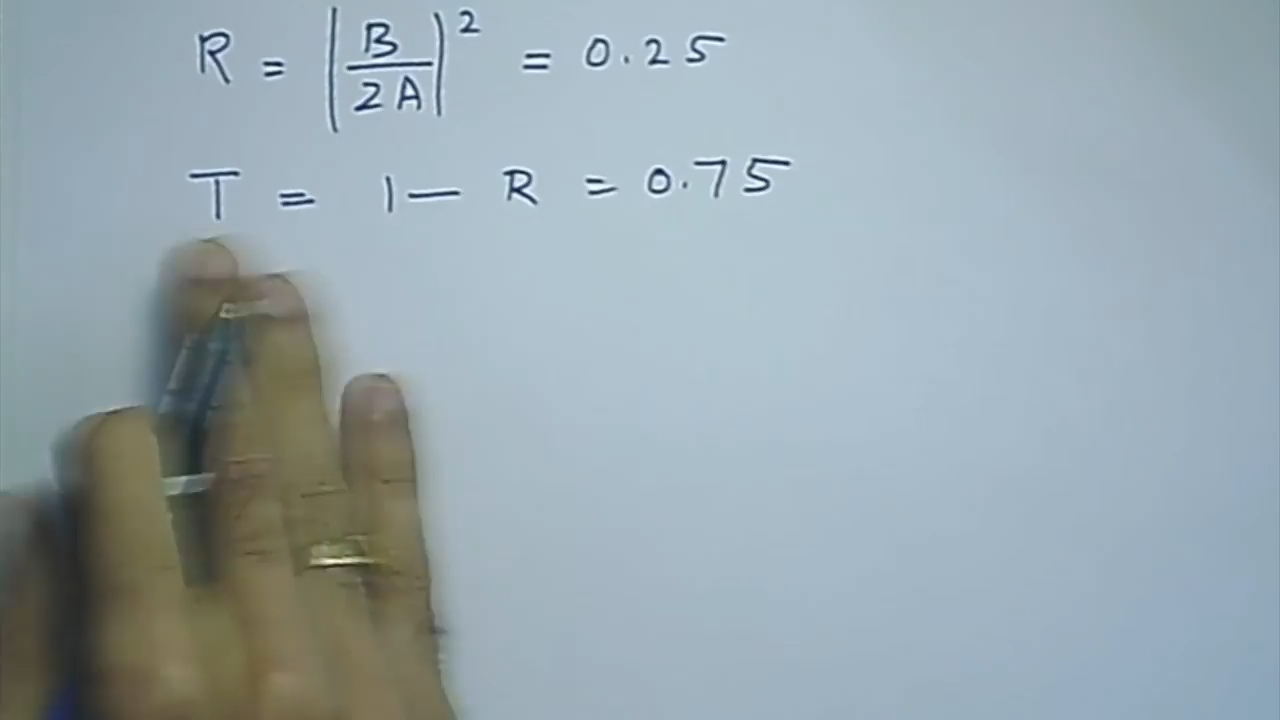 R = |B/2A|² = 0.25
T = 1 - R = 0.75